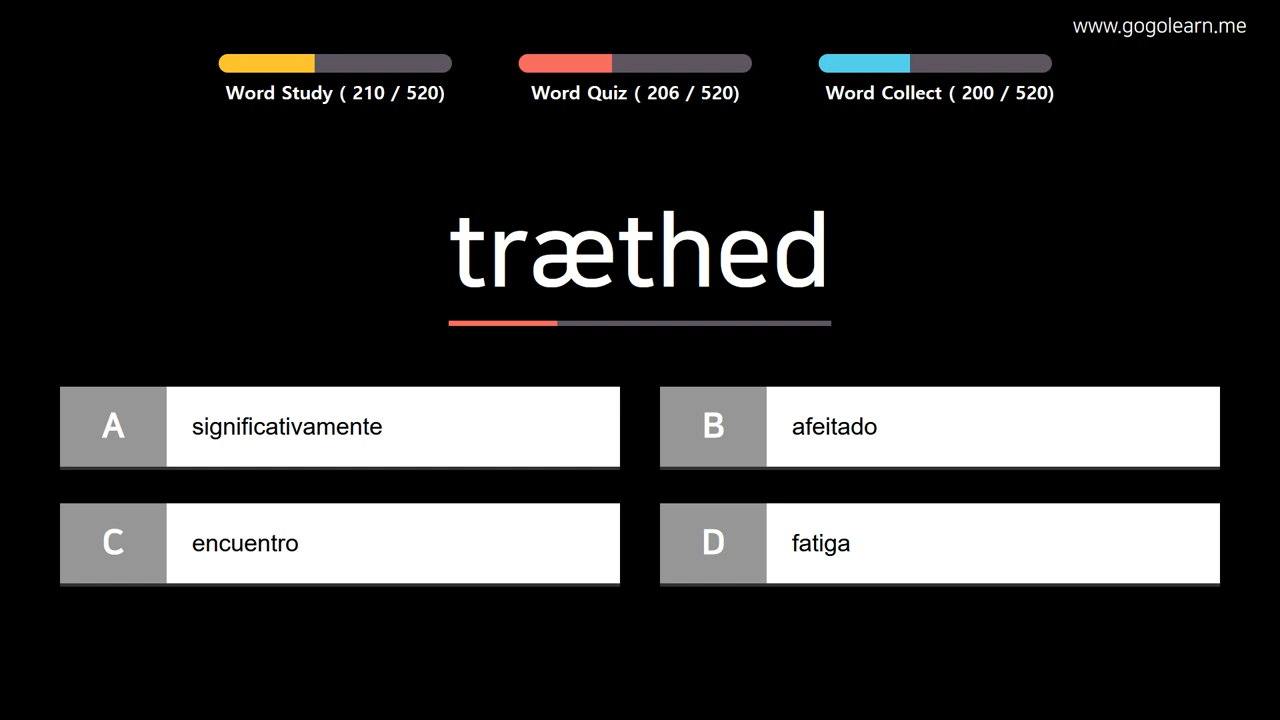 www.gogolearn.me
Word Study ( 210 / 520)
Word Quiz ( 206 / 520)
Word Collect ( 200 / 520)
træthed
A significativamente
B afeitado
C encuentro
D fatiga